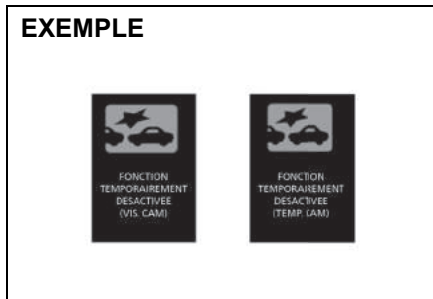 EXEMPLE
FONCTION
TEMPORAIREMENT
DESACTIVEE
(VIS. CAM)
FONCTION
TEMPORAIREMENT
DESACTIVEE
(TEMP. CAM)